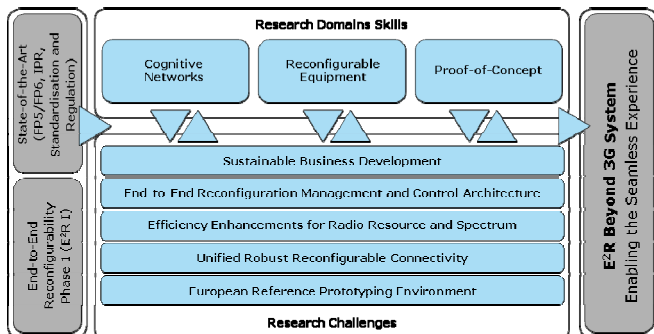 State-of-the-Art
(FP5/FP6, IPR,
Standardisation and
Regulation)
End-to-End
Reconfigurability
Phase 1 (E²R I)
Research Domains Skills
Cognitive
Networks
Reconfigurable
Equipment
Proof-of-Concept
Sustainable Business Development
End-to-End Reconfiguration Management and Control Architecture
Efficiency Enhancements for Radio Resource and Spectrum
Unified Robust Reconfigurable Connectivity
European Reference Prototyping Environment
Research Challenges
E²R Beyond 3G System
Enabling the Seamless Experience